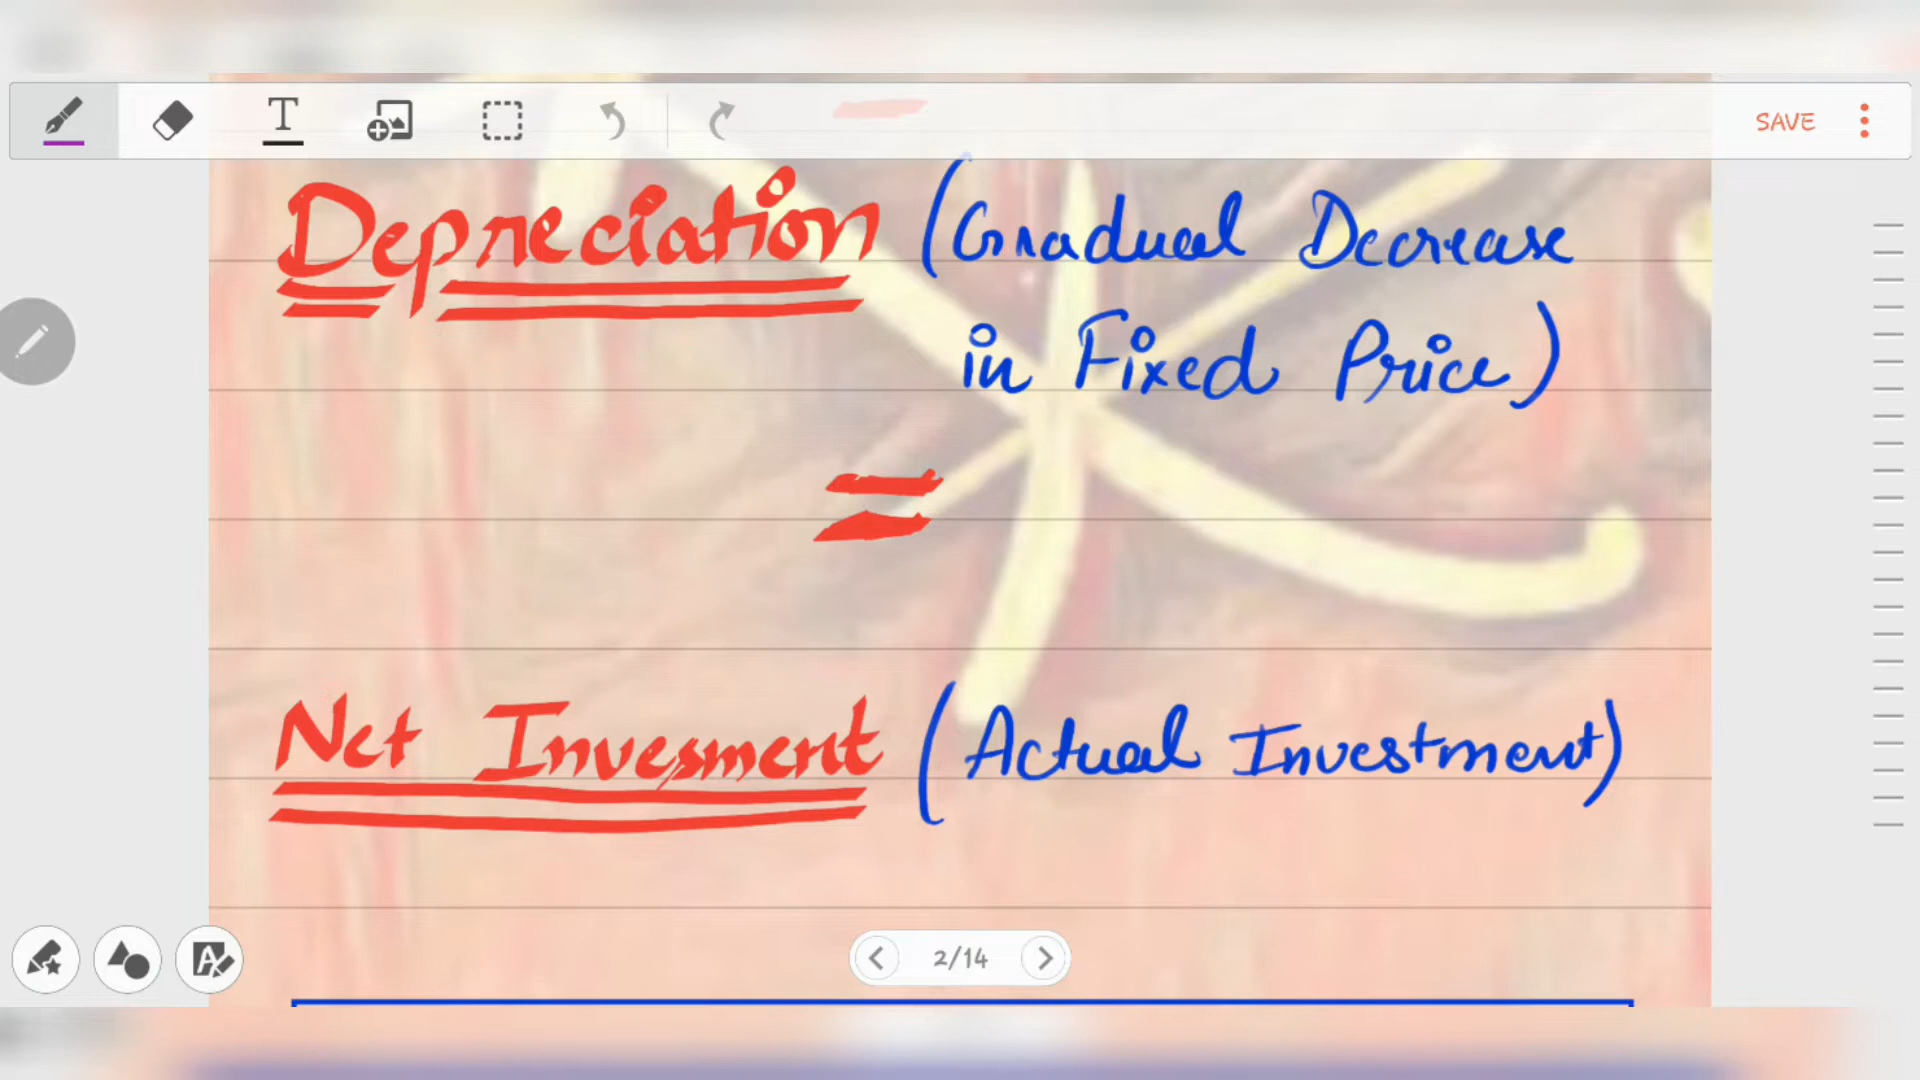 T
SAVE
Depreciation (Gradual Decrease
in Fixed Price)
=
Net Invesment (Actual Investment)
2/14